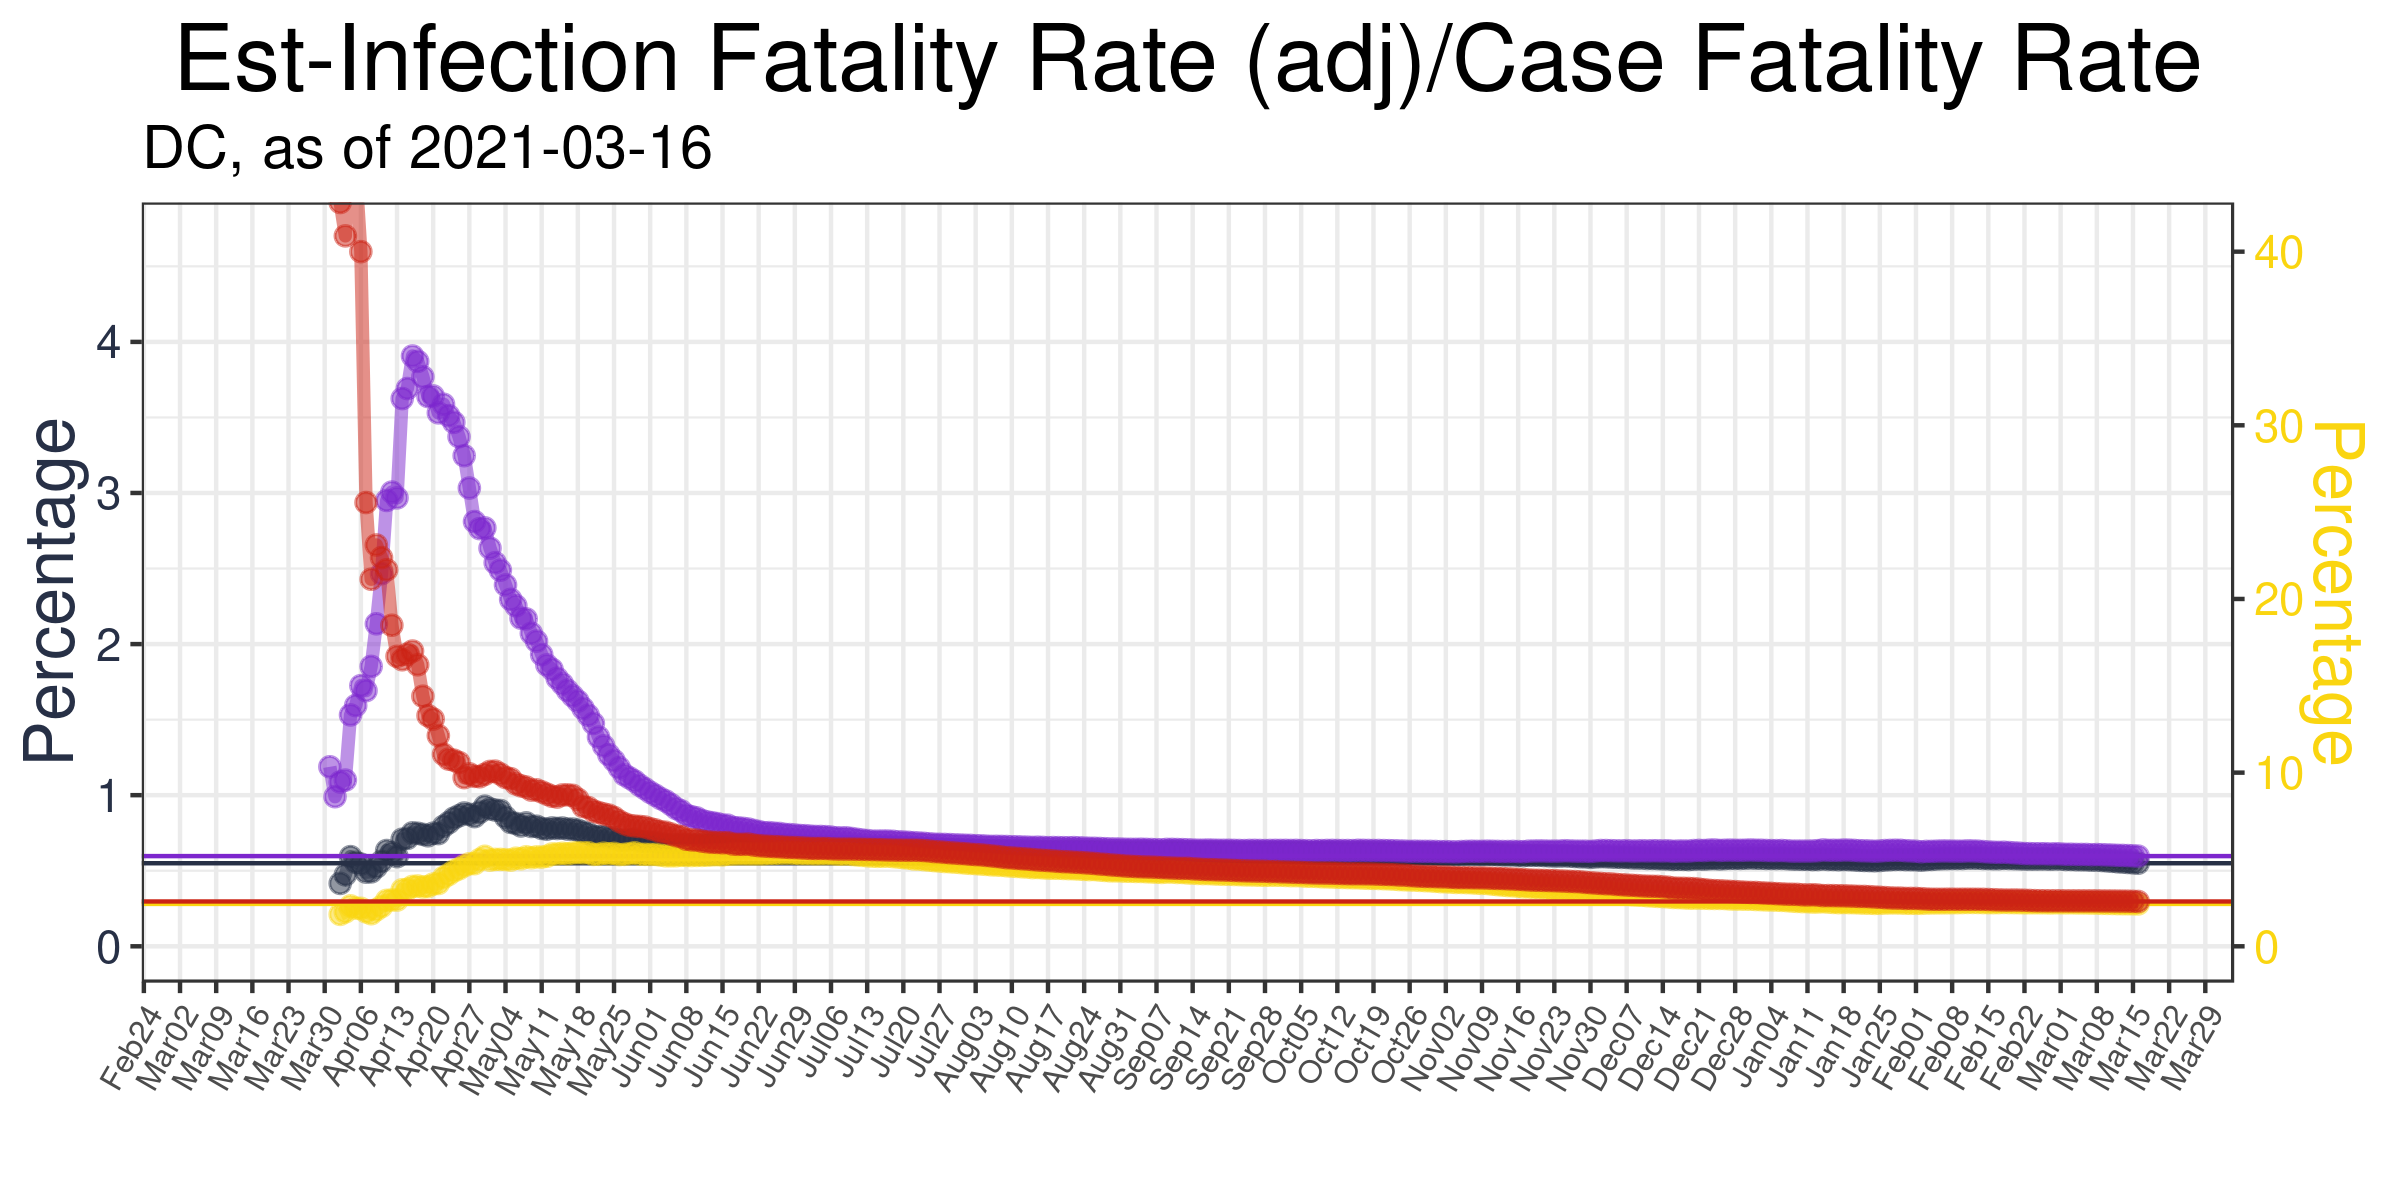 Est-Infection Fatality Rate (adj)/Case Fatality Rate
DC, as of 2021-03-16
Percentage
4
3
2
1
0
40
30
20
10
0
Percentage
Feb24
Mar02
Mar09
Mar16
Mar23
Mar30
Apr06
Apr13
Apr20
Apr27
May04
May11
May18
May25
Jun01
Jun08
Jun15
Jun22
Jun29
Jul06
Jul13
Jul20
Jul27
Aug03
Aug10
Aug17
Aug24
Aug31
Sep07
Sep14
Sep21
Sep28
Oct05
Oct12
Oct19
Oct26
Nov02
Nov09
Nov16
Nov23
Nov30
Dec07
Dec14
Dec21
Dec28
Jan04
Jan11
Jan18
Jan25
Feb01
Feb08
Feb15
Feb22
Mar01
Mar08
Mar15
Mar22
Mar29